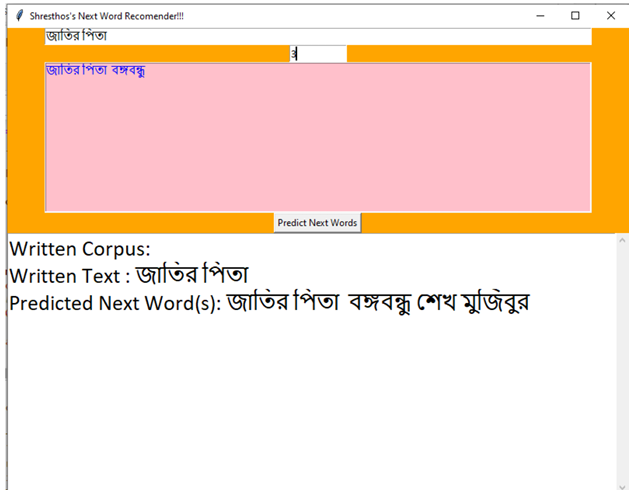 Shresthos's Next Word Recomender!!!
জাতির পিতা
3
জাতির পিতা বঙ্গবন্ধু
Predict Next Words
Written Corpus:
Written Text : জাতির পিতা
Predicted Next Word(s): জাতির পিতা বঙ্গবন্ধু শেখ মুজিবুর